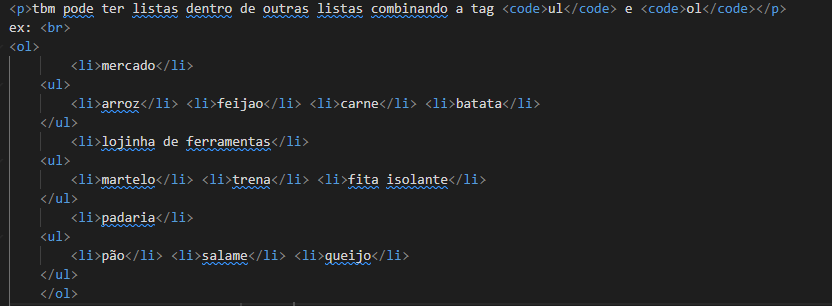 <p>tbm pode ter listas dentro de outras listas combinando a tag <code>ul</code> e <code>ol</code></p>
ex: <br>
<ol>
<li>mercado</li>
<ul>
<li>arroz</li> <li>feijao</li> <li>carne</li> <li>batata</li>
</ul>
<li>lojinha de ferramentas</li>
<ul>
<li>martelo</li> <li>trena</li> <li>fita isolante</li>
</ul>
<li>padaria</li>
<ul>
<li>pão</li> <li>salame</li> <li>queijo</li>
</ul>
</ol>